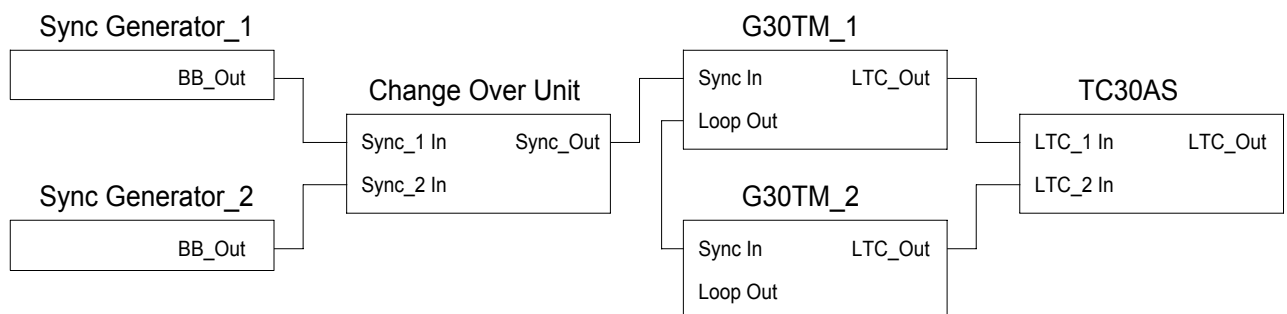 Sync Generator_1
BB_Out
Sync Generator_2
BB_Out
Change Over Unit
Sync_1 In Sync_Out
Sync_2 In
G30TM_1
Sync In LTC_Out
Loop Out
G30TM_2
Sync In LTC_Out
Loop Out
TC30AS
LTC_1 In LTC_Out
LTC_2 In